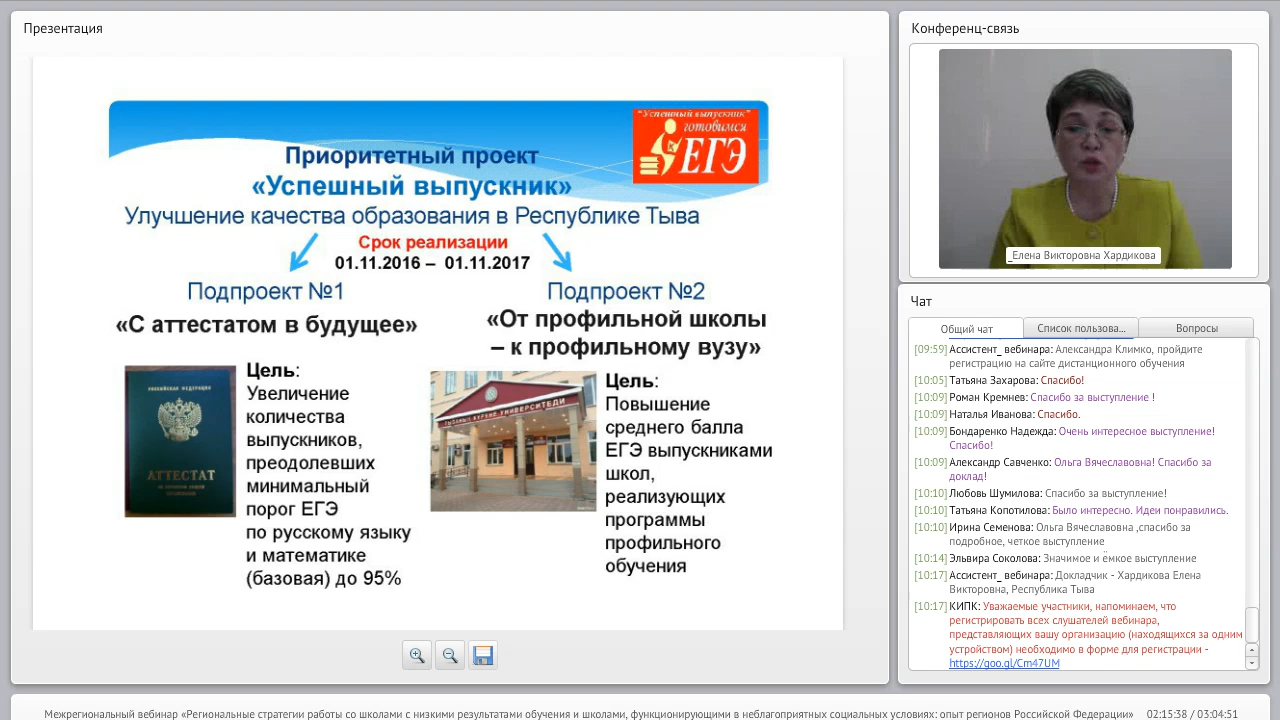 Презентация
"Успешный выпускник"
готовимся
ЕГЭ
Приоритетный проект
«Успешный выпускник»
Улучшение качества образования в Республике Тыва
Срок реализации
01.11.2016 – 01.11.2017
Подпроект №1
«С аттестатом в будущее»
РОССИЙСКАЯ ФЕДЕРАЦИЯ
АТТЕСТАТ
Цель:
Увеличение
количества
выпускников,
преодолевших
минимальный
порог ЕГЭ
по русскому языку
и математике
(базовая) до 95%
Подпроект №2
«От профильной школы
– к профильному вузу»
Цель:
Повышение
среднего балла
ЕГЭ выпускниками
школ,
реализующих
программы
профильного
обучения
Конференц-связь
_Елена Викторовна Хардикова
Чат
Общий чат
Список пользова...
Вопросы
[09:59] Ассистент_ вебинара: Александра Климко, пройдите
регистрацию на сайте дистанционного обучения
[10:05] Татьяна Захарова: Спасибо!
[10:09] Роман Кремнев: Спасибо за выступление !
[10:09] Наталья Иванова: Спасибо.
[10:09] Бондаренко Надежда: Очень интересное выступление!
Спасибо!
[10:09] Александр Савченко: Ольга Вячеславовна! Спасибо за
доклад!
[10:10] Любовь Шумилова: Спасибо за выступление!
[10:10] Татьяна Копотилова: Было интересно. Идеи понравились.
[10:10] Ирина Семенова: Ольга Вячеславовна ,спасибо за
подробное, четкое выступление
[10:14] Эльвира Соколова: Значимое и ёмкое выступление
[10:17] Ассистент_ вебинара: Докладчик - Хардикова Елена
Викторовна, Республика Тыва
[10:17] КИПК: Уважаемые участники, напоминаем, что
регистрировать всех слушателей вебинара,
представляющих вашу организацию (находящихся за одним
устройством) необходимо в форме для регистрации -
https://goo.gl/Cm47UM
Межрегиональный вебинар «Региональные стратегии работы со школами с низкими результатами обучения и школами, функционирующими в неблагоприятных социальных условиях: опыт регионов Российской Федерации» 02:15:38 / 03:04:51